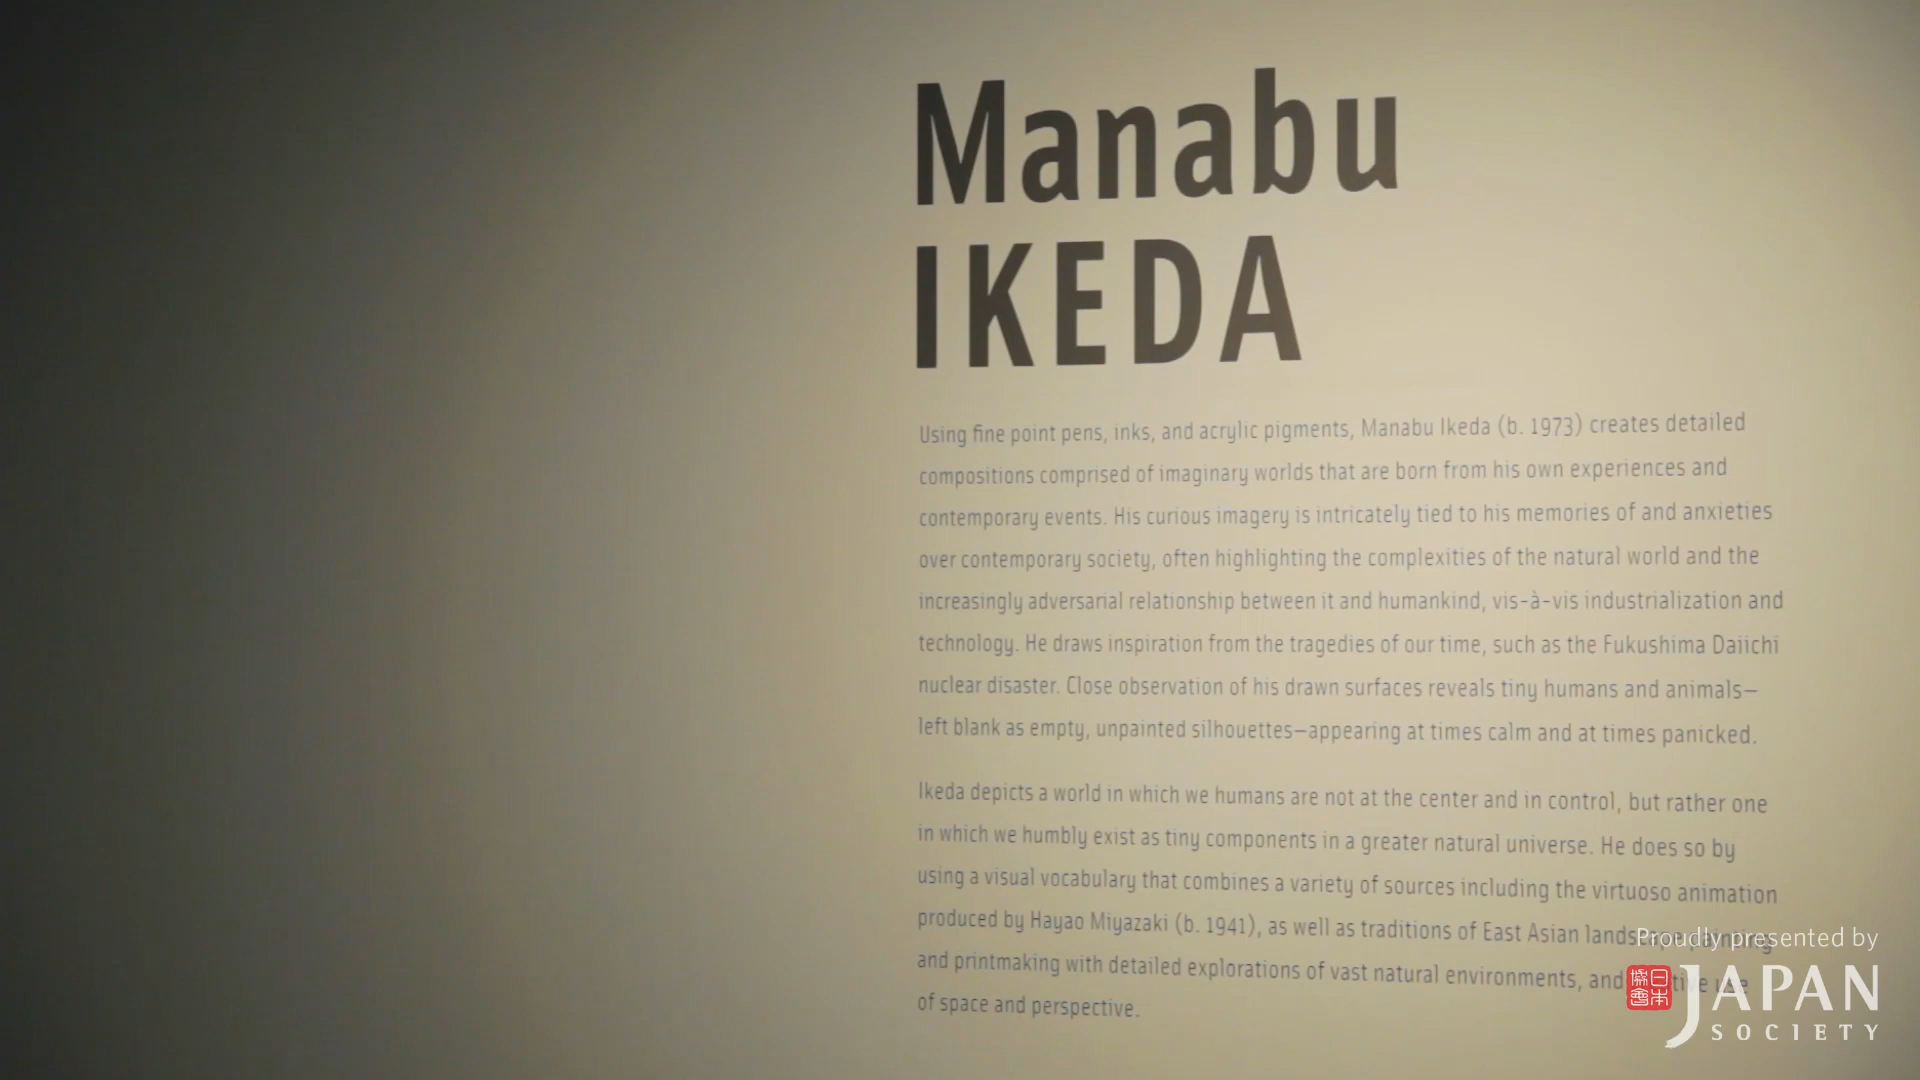 Manabu
IKEDA
Using fine point pens, inks, and acrylic pigments, Manabu Ikeda (b. 1973) creates detailed
compositions comprised of imaginary worlds that are born from his own experiences and
contemporary events. His curious imagery is intricately tied to his memories of and anxieties
over contemporary society, often highlighting the complexities of the natural world and the
increasingly adversarial relationship between it and humankind, vis-à-vis industrialization and
technology. He draws inspiration from the tragedies of our time, such as the Fukushima Daiichi
nuclear disaster. Close observation of his drawn surfaces reveals tiny humans and animals—
left blank as empty, unpainted silhouettes—appearing at times calm and at times panicked.
Ikeda depicts a world in which we humans are not at the center and in control, but rather one
in which we humbly exist as tiny components in a greater natural universe. He does so by
using a visual vocabulary that combines a variety of sources including the virtuoso animation
produced by Hayao Miyazaki (b. 1941), as well as traditions of East Asian landscape painting
and printmaking with detailed explorations of vast natural environments, and use
of space and perspective.
Proudly presented by
日本
協會
JAPAN
SOCIETY